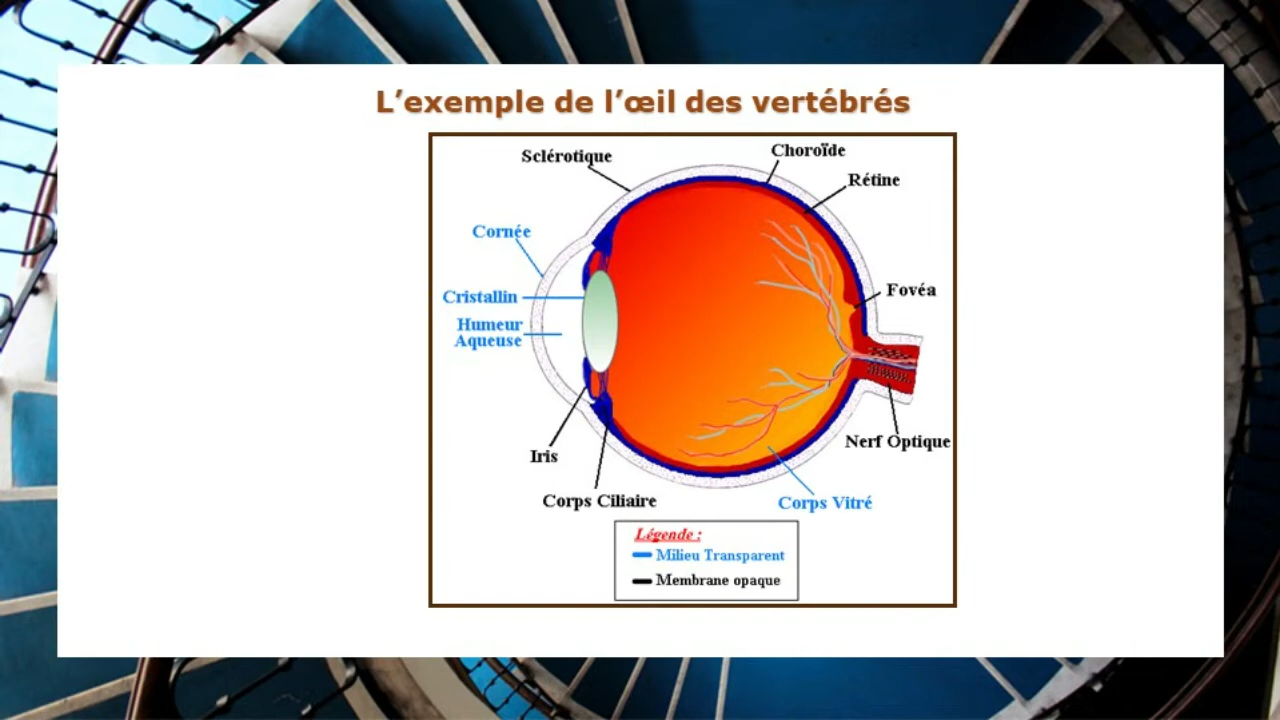 L’exemple de l’œil des vertébrés
Sclérotique
Choroïde
Rétine
Cornée
Fovéa
Cristallin
Humeur
Aqueuse
Nerf Optique
Iris
Corps Ciliaire
Corps Vitré
Légende :
Milieu Transparent
Membrane opaque